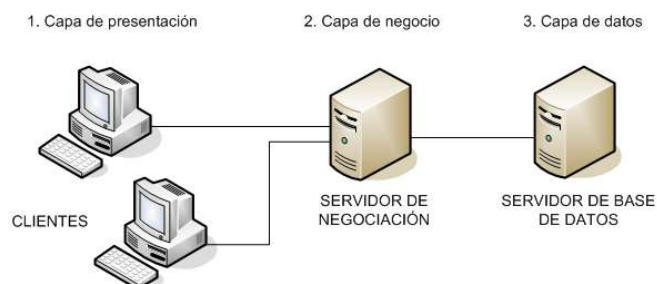 1. Capa de presentación
2. Capa de negocio
3. Capa de datos
CLIENTES
SERVIDOR DE
NEGOCIACIÓN
SERVIDOR DE BASE
DE DATOS